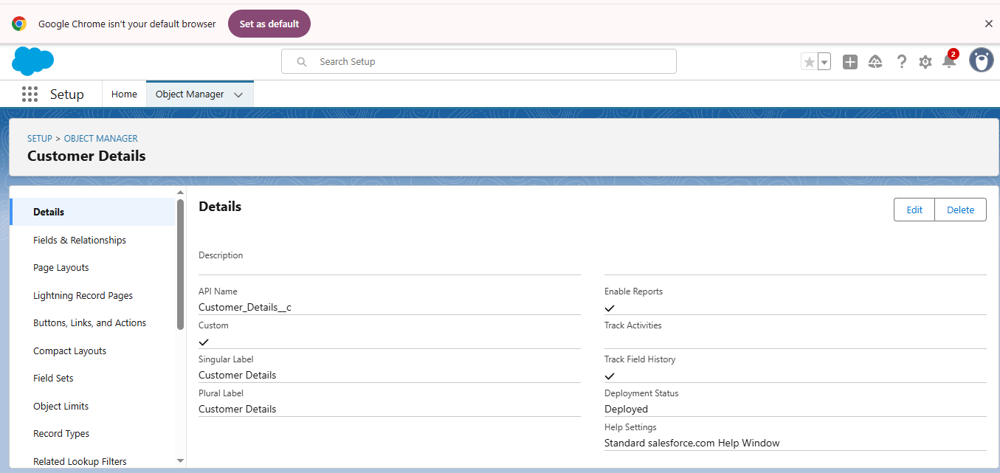 Google Chrome isn't your default browser
Set as default
Search Setup
2
Setup
Home
Object Manager
SETUP > OBJECT MANAGER
Customer Details
Details
Fields & Relationships
Page Layouts
Lightning Record Pages
Buttons, Links, and Actions
Compact Layouts
Field Sets
Object Limits
Record Types
Related Lookup Filters
Details
Edit
Delete
Description
API Name
Customer_Details__c
Custom
Singular Label
Customer Details
Plural Label
Customer Details
Enable Reports
Track Activities
Track Field History
Deployment Status
Deployed
Help Settings
Standard salesforce.com Help Window